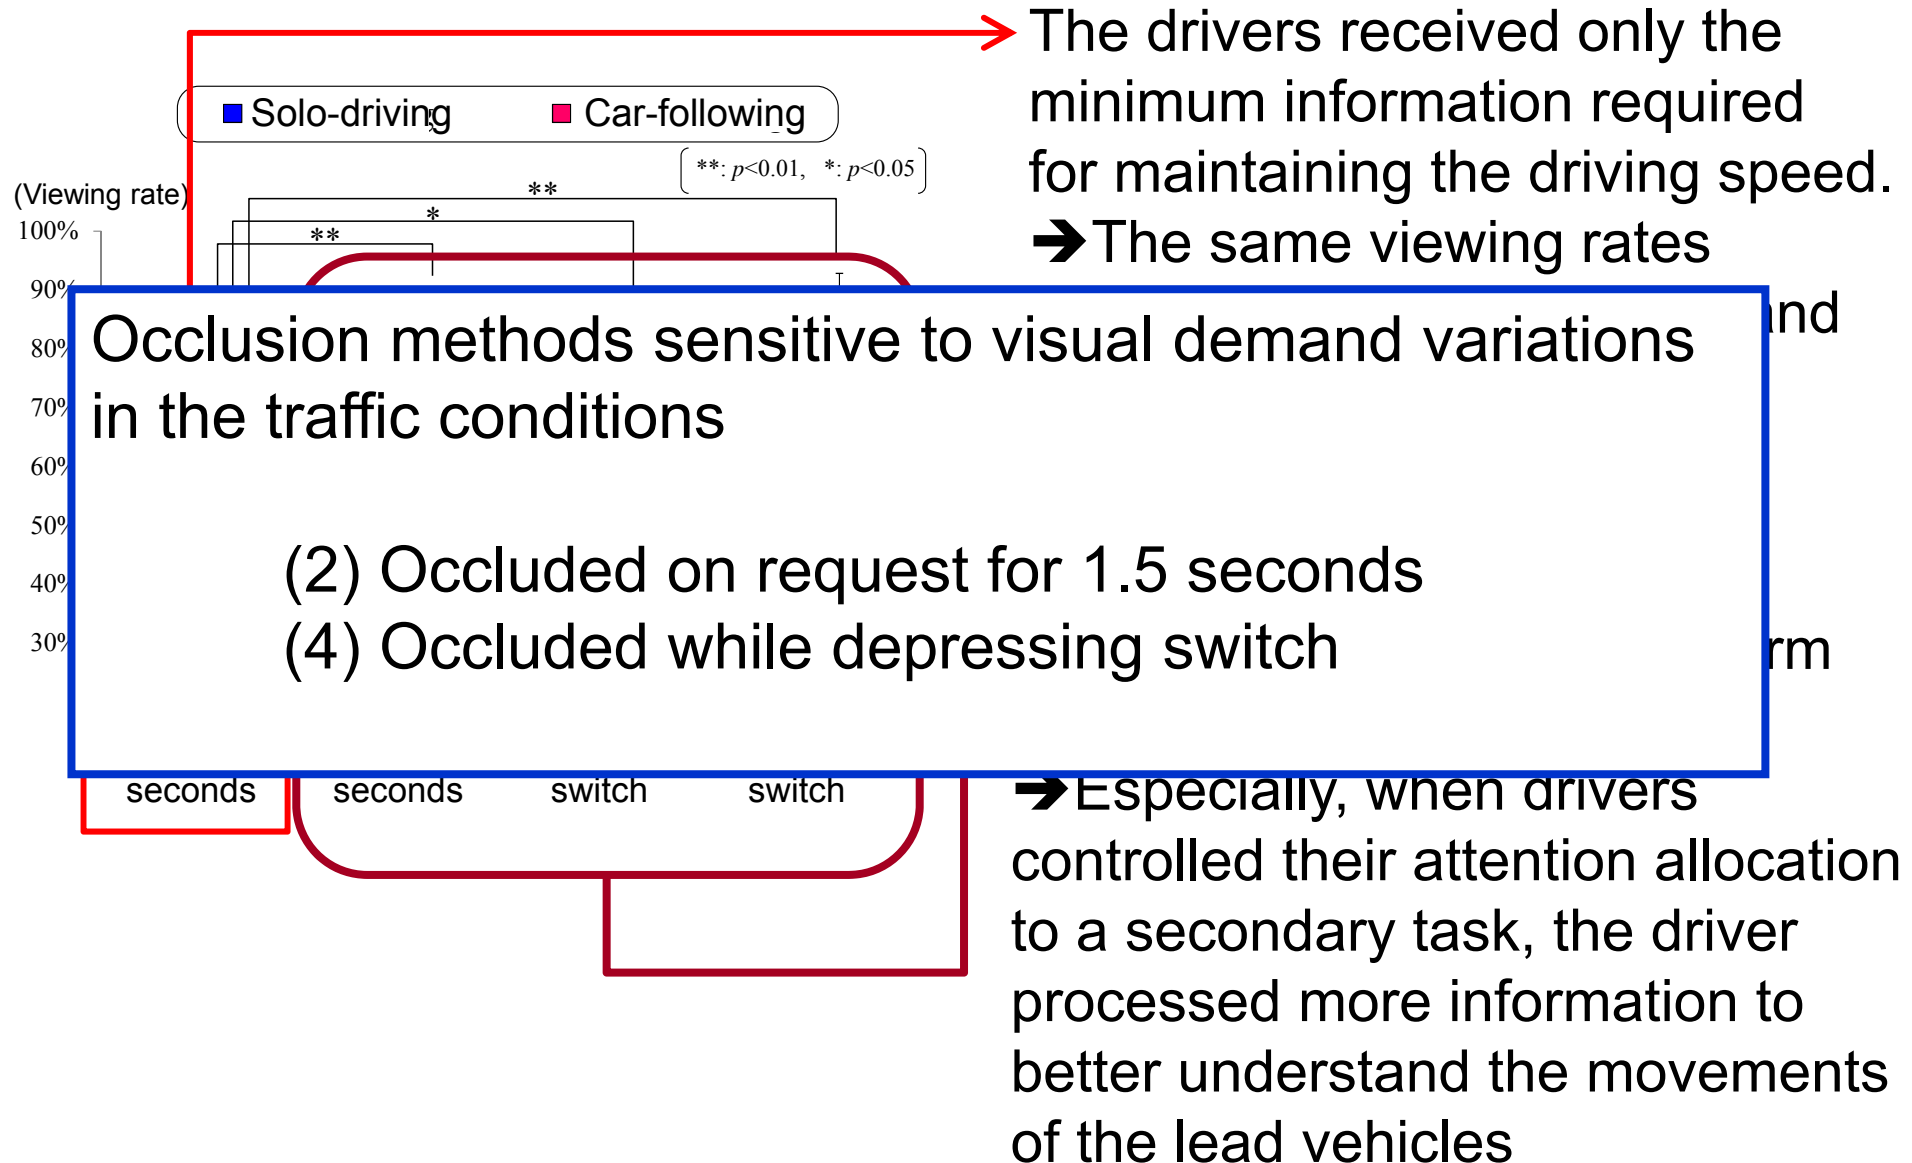 The drivers received only the
minimum information required
for maintaining the driving speed.
➔The same viewing rates
Solo-driving
Car-following
**: p<0.01, *: p<0.05
(Viewing rate)
**
*
**
100%
90%
80%
70%
60%
50%
40%
30%
Occlusion methods sensitive to visual demand variations
in the traffic conditions
(2) Occluded on request for 1.5 seconds
(4) Occluded while depressing switch
seconds
seconds
switch
switch
➔Especially, when drivers
controlled their attention allocation
to a secondary task, the driver
processed more information to
better understand the movements
of the lead vehicles